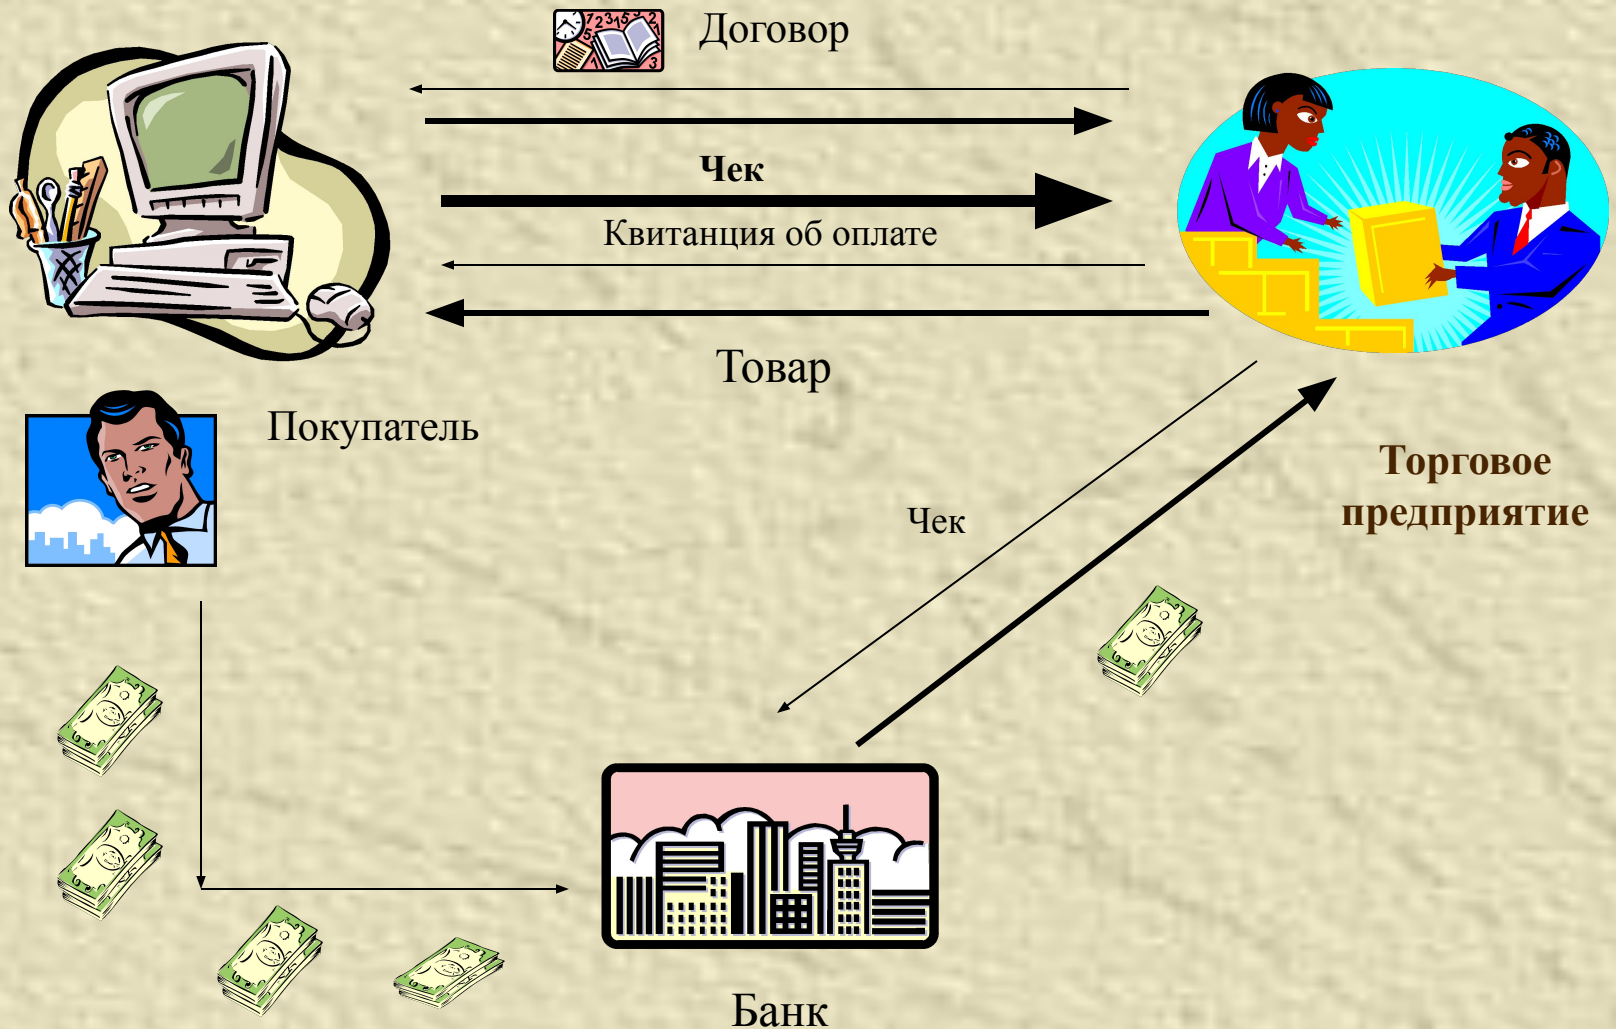 Договор
Чек
Квитанция об оплате
Товар
Покупатель
Торговое
предприятие
Чек
Банк